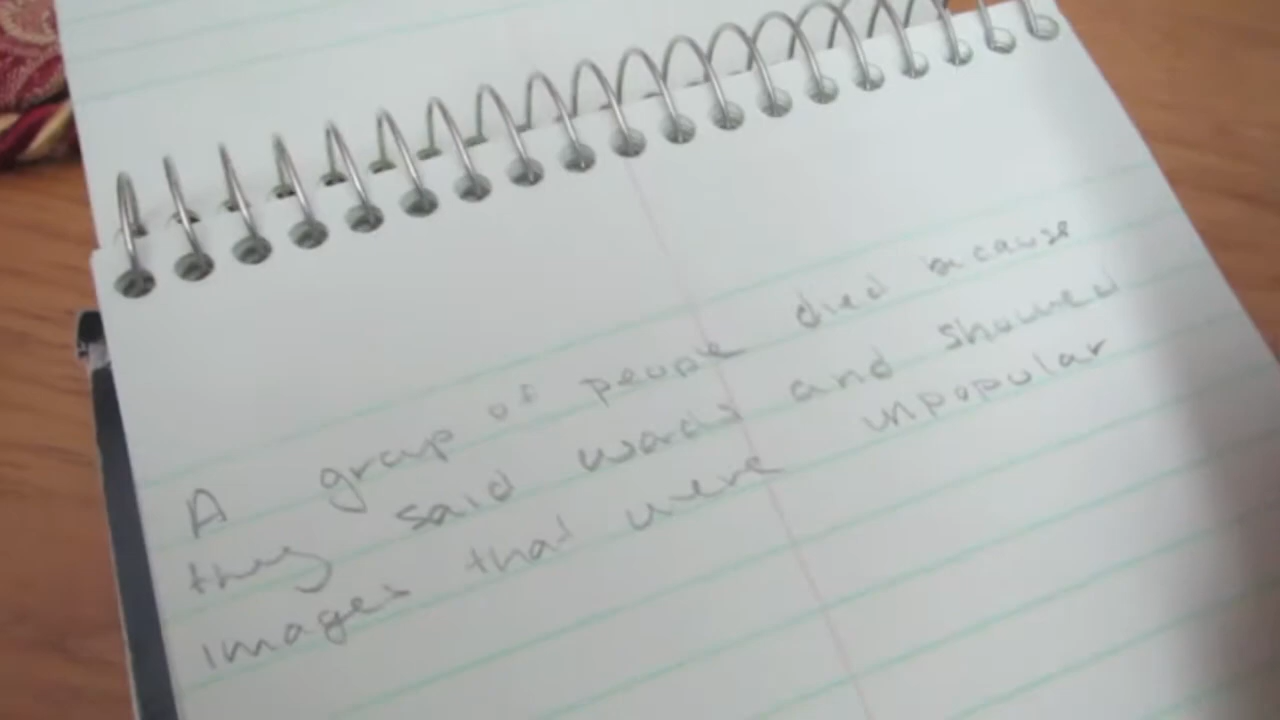 A group of people died because
they said words and showed
images that were unpopular